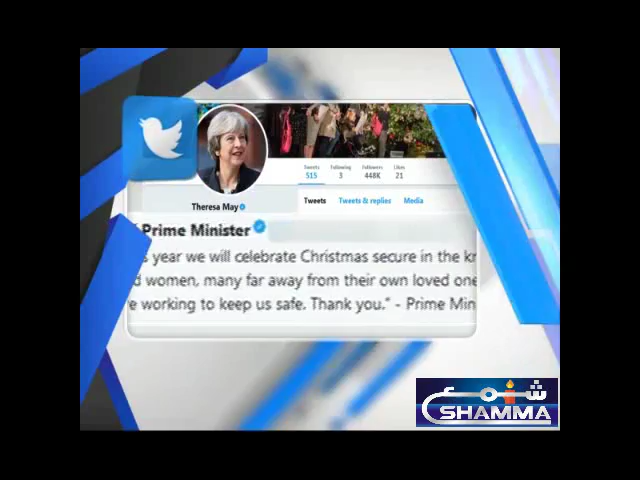 Tweets Following Followers Likes
515 3 448K 21
Theresa May
Tweets Tweets & replies Media
Prime Minister
s year we will celebrate Christmas secure in the
d women, many far away from their own loved
e working to keep us safe. Thank you." - Prime Min
شمع
SHAMMA